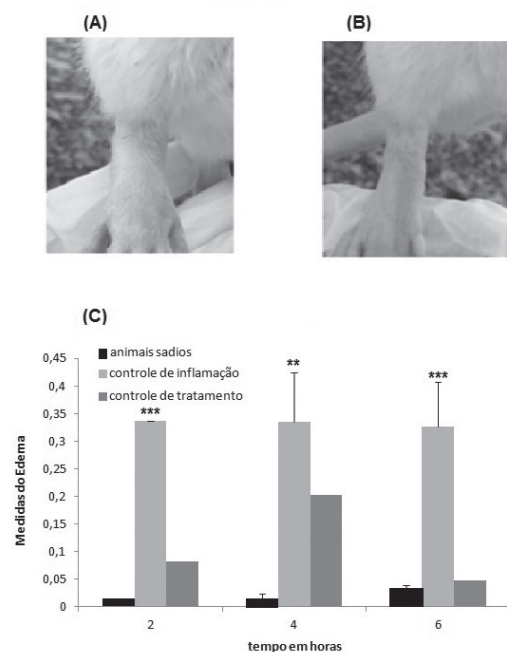 (A)
(B)
(C)
animais sadios
controle de inflamação
controle de tratamento
Medidas do Edema
0,45
0,4
0,35
0,3
0,25
0,2
0,15
0,1
0,05
0
***
**
***
2
4
6
tempo em horas